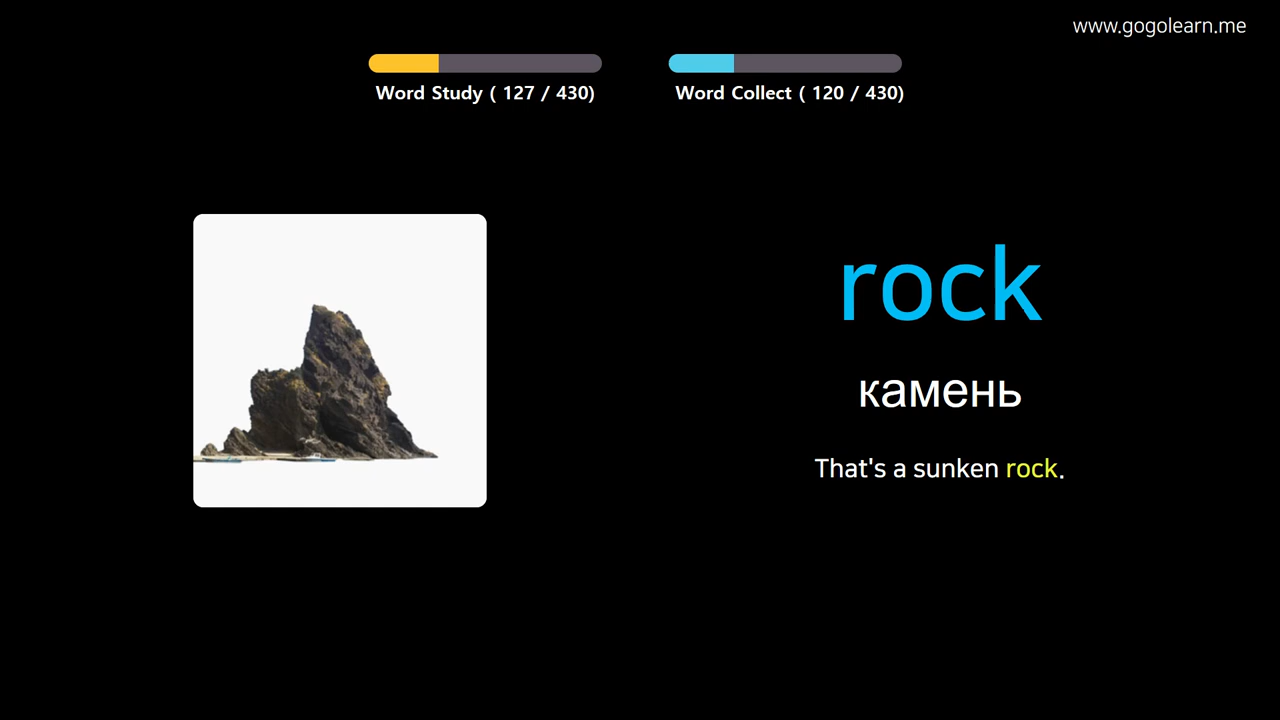 www.gogolearn.me
Word Study ( 127 / 430)
Word Collect ( 120 / 430)
rock
камень
That's a sunken rock.